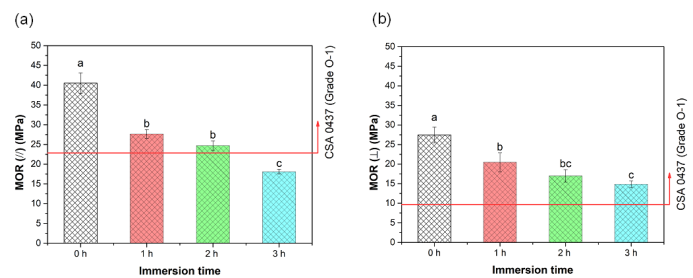 (a)
MOR (//) (MPa)
50
45
40
35
30
25
20
15
10
5
0
a
b
b
c
0 h
1 h
2 h
3 h
Immersion time
CSA 0437 (Grade O-1)
(b)
MOR (⊥) (MPa)
50
45
40
35
30
25
20
15
10
5
0
a
b
bc
c
0 h
1 h
2 h
3 h
Immersion time
CSA 0437 (Grade O-1)